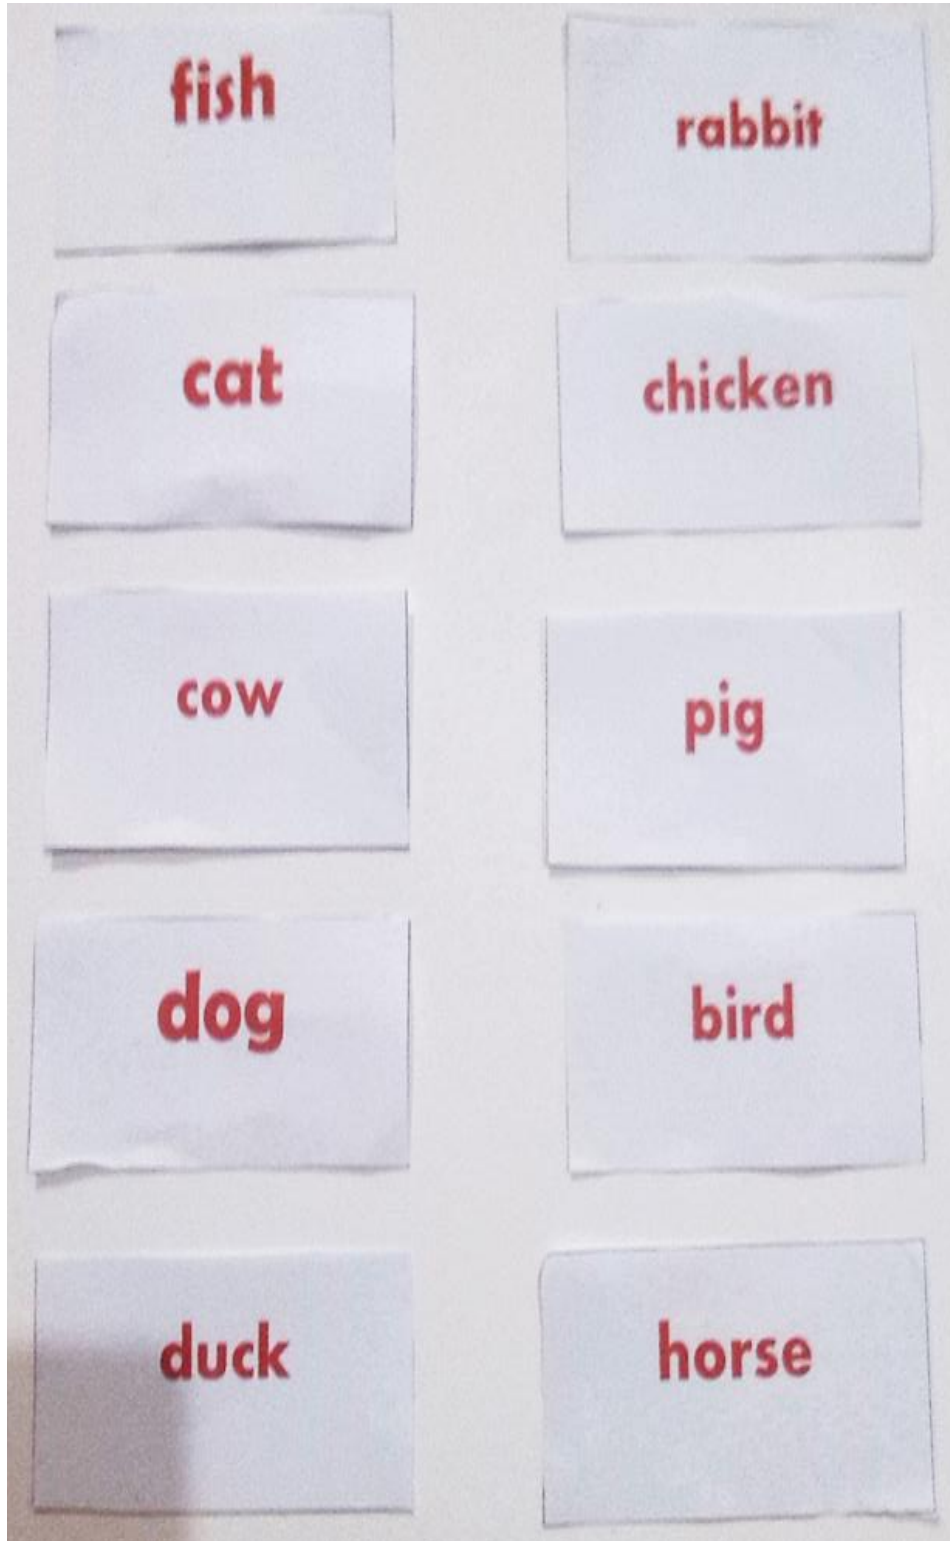 fish
rabbit
cat
chicken
cow
pig
dog
bird
duck
horse